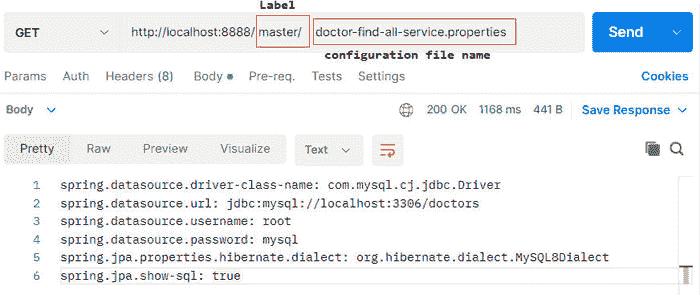 Label
GET http://localhost:8888/master/ doctor-find-all-service.properties Send
configuration file name
Params Auth Headers (8) Body Pre-req. Tests Settings Cookies
Body 200 OK 1168 ms 441 B Save Response
Pretty Raw Preview Visualize Text
1 spring.datasource.driver-class-name: com.mysql.cj.jdbc.Driver
2 spring.datasource.url: jdbc:mysql://localhost:3306/doctors
3 spring.datasource.username: root
4 spring.datasource.password: mysql
5 spring.jpa.properties.hibernate.dialect: org.hibernate.dialect.MySQL8Dialect
6 spring.jpa.show-sql: true